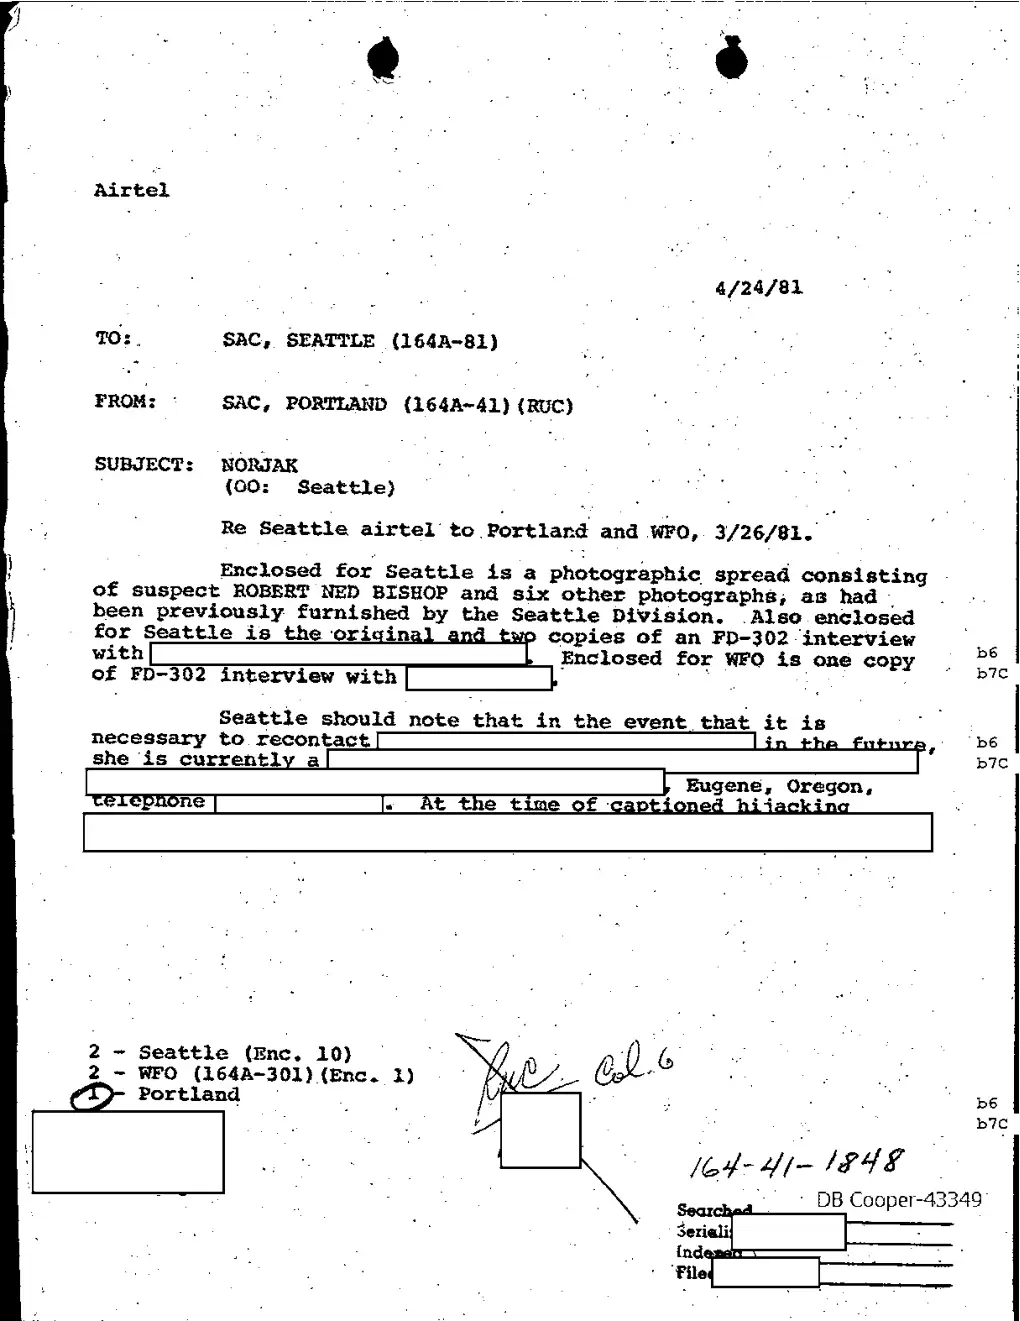 Airtel
4/24/81
TO: SAC, SEATTLE (164A-81)
FROM: SAC, PORTLAND (164A-41)(RUC)
SUBJECT: NORJAK
(OO: Seattle)
Re Seattle airtel to Portland and WFO, 3/26/81.
Enclosed for Seattle is a photographic spread consisting
of suspect ROBERT NED BISHOP and six other photographs, as had
been previously furnished by the Seattle Division. Also enclosed
for Seattle is the original and two copies of an FD-302 interview
with . Enclosed for WFO is one copy
b6
of FD-302 interview with .
b7C
Seattle should note that in the event that it is
necessary to recontact in the future,
b6
she is currently a
b7C
, Eugene, Oregon,
telephone . At the time of captioned hijacking
2 - Seattle (Enc. 10)
2 - WFO (164A-301)(Enc. 1)
1 - Portland
Ruc. Col. 6
b6
b7C
164-41-1848
DB Cooper-43349
Searched
Seriali
Indexed
Filed